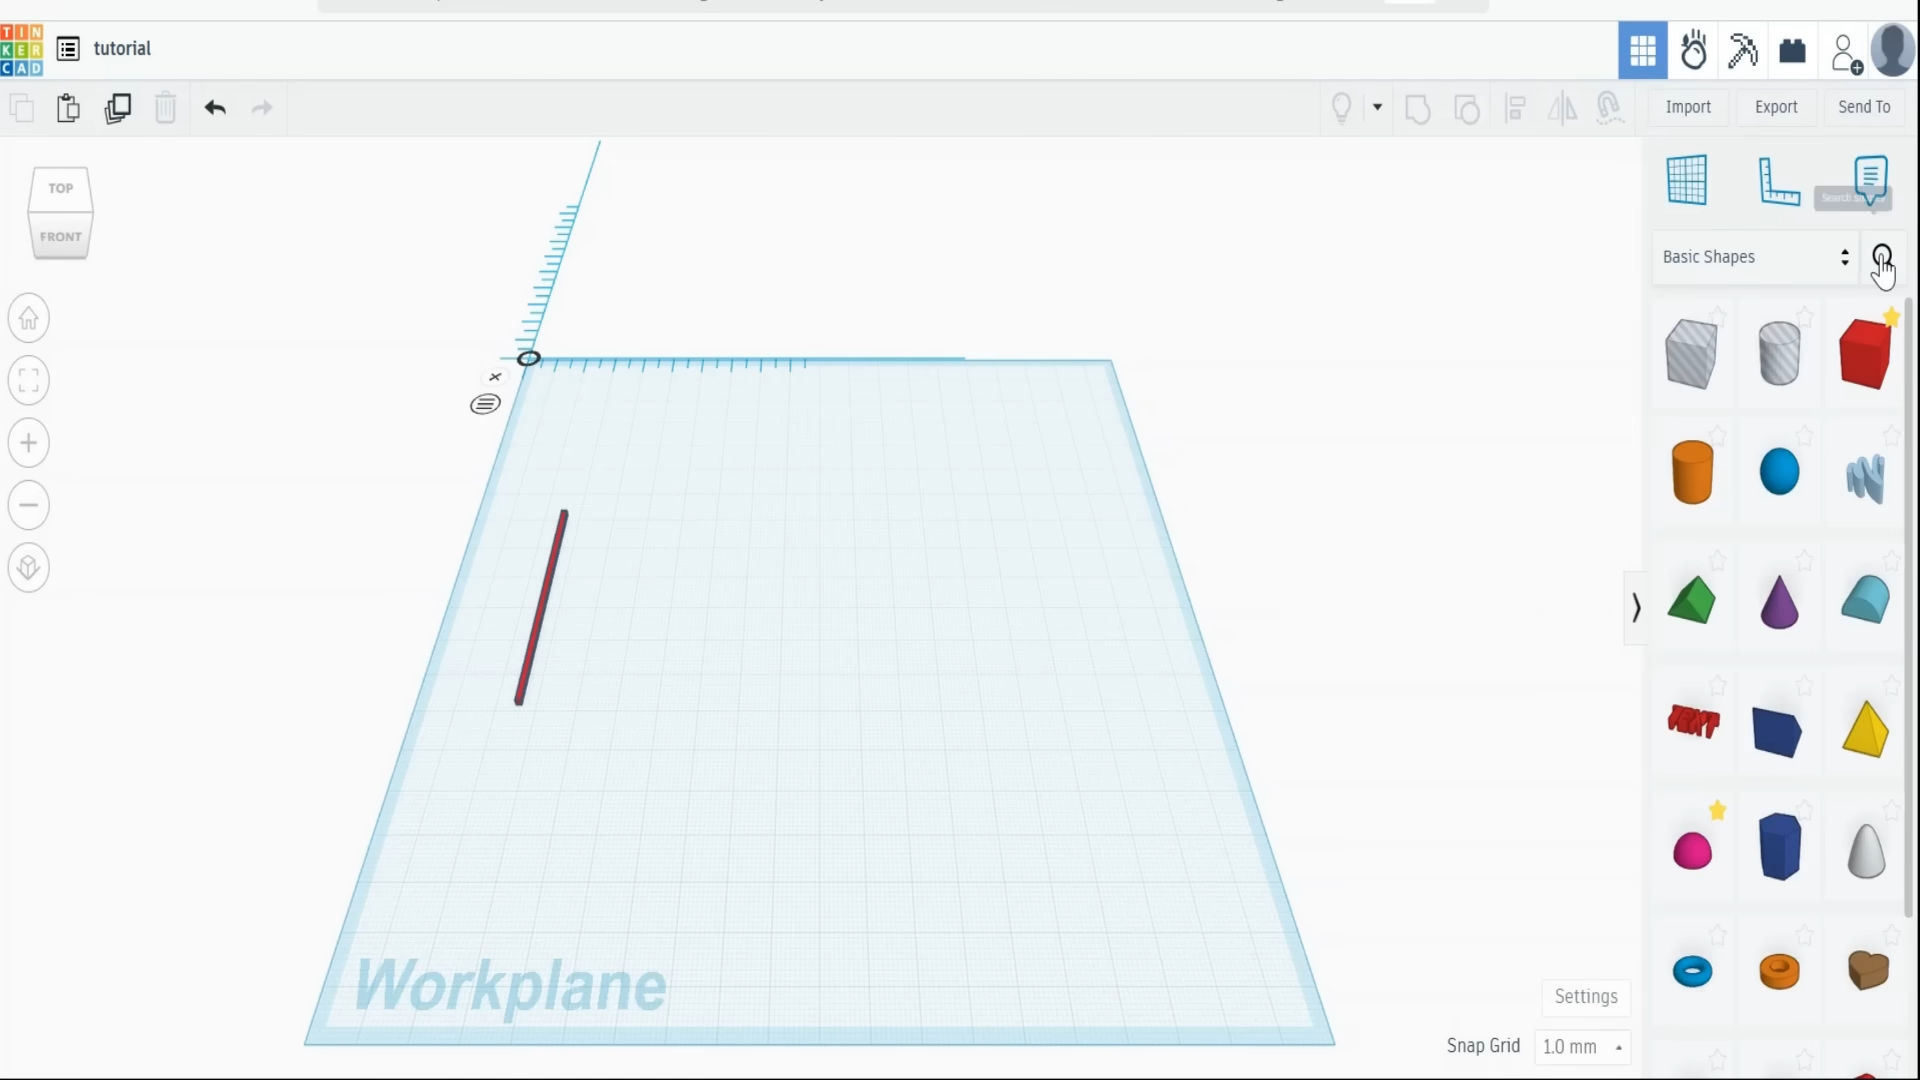 TIN
KER
CAD
tutorial
Import
Export
Send To
TOP
FRONT
Basic Shapes
TEXT
Workplane
Settings
Snap Grid
1.0 mm